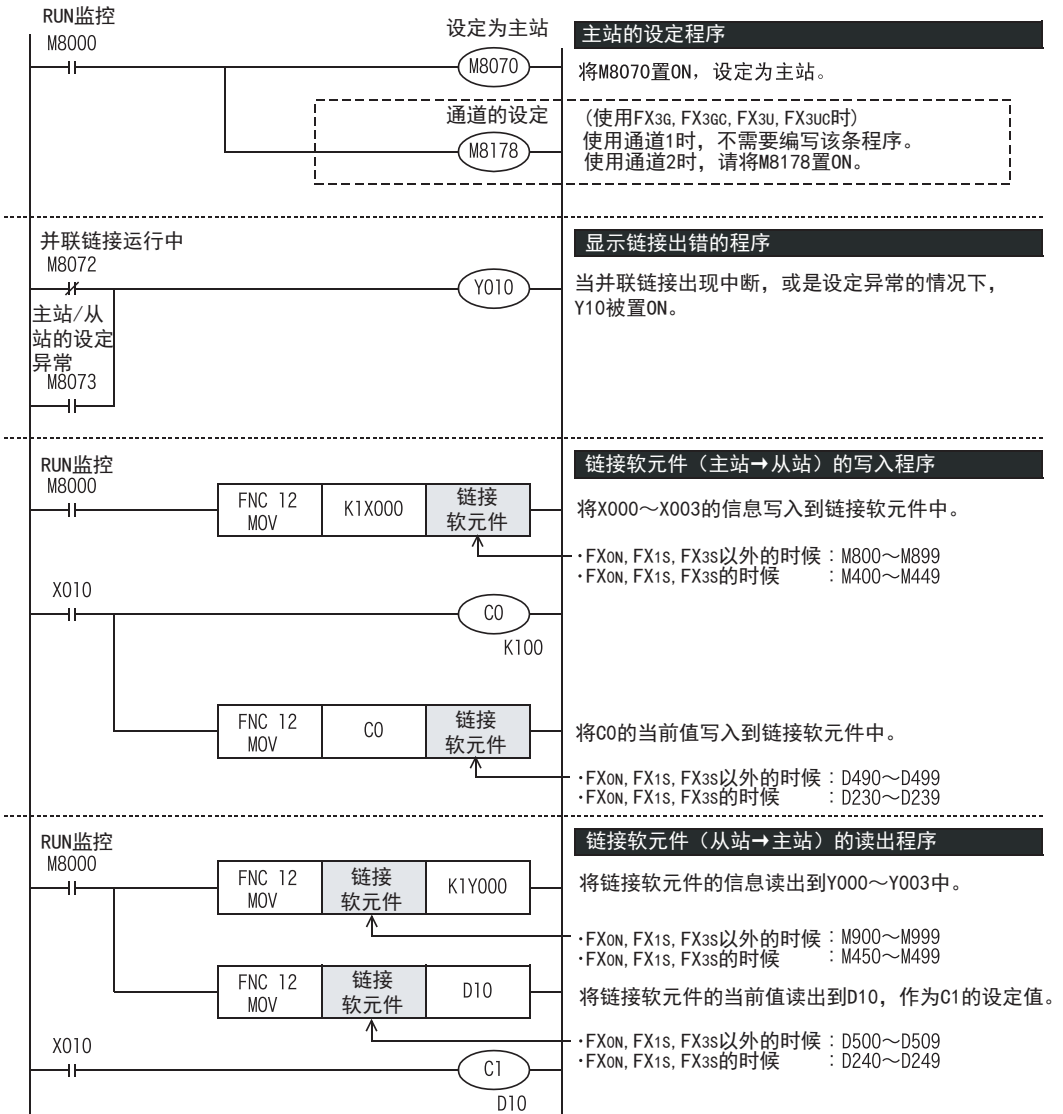 RUN监控
M8000
设定为主站
M8070
主站的设定程序
将M8070置ON，设定为主站。
通道的设定
M8178
(使用FX3G,FX3GC,FX3U,FX3UC时)
使用通道1时，不需要编写该条程序。
使用通道2时，请将M8178置ON。
并联链接运行中
M8072
Y010
主站/从
站的设定
异常
M8073
显示链接出错的程序
当并联链接出现中断，或是设定异常的情况下，
Y10被置ON。
RUN监控
M8000
FNC 12
MOV
K1X000
链接
软元件
链接软元件（主站➞从站）的写入程序
将X000～X003的信息写入到链接软元件中。
·FX0N,FX1S,FX3S以外的时候：M800～M899
·FX0N,FX1S,FX3S的时候：M400～M449
X010
C0
K100
FNC 12
MOV
C0
链接
软元件
将C0的当前值写入到链接软元件中。
·FX0N,FX1S,FX3S以外的时候：D490～D499
·FX0N,FX1S,FX3S的时候：D230～D239
RUN监控
M8000
FNC 12
MOV
链接
软元件
K1Y000
链接软元件（从站➞主站）的读出程序
将链接软元件的信息读出到Y000～Y003中。
·FX0N,FX1S,FX3S以外的时候：M900～M999
·FX0N,FX1S,FX3S的时候：M450～M499
FNC 12
MOV
链接
软元件
D10
将链接软元件的当前值读出到D10，作为C1的设定值。
·FX0N,FX1S,FX3S以外的时候：D500～D509
·FX0N,FX1S,FX3S的时候：D240～D249
X010
C1
D10